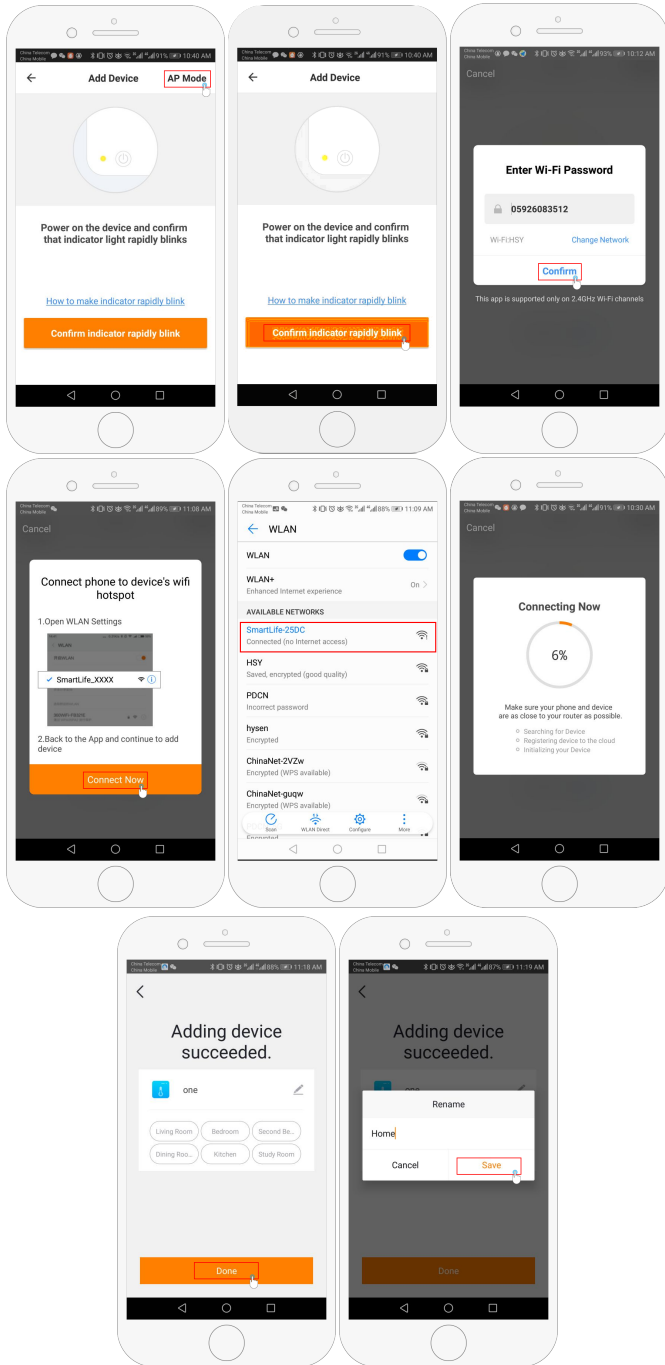 China Telecom
China Mobile
91% 10:40 AM
Add Device
AP Mode
Power on the device and confirm
that indicator light rapidly blinks
How to make indicator rapidly blink
Confirm indicator rapidly blink
China Telecom
China Mobile
91% 10:40 AM
Add Device
Power on the device and confirm
that indicator light rapidly blinks
How to make indicator rapidly blink
Confirm indicator rapidly blink
China Telecom
China Mobile
93% 10:12 AM
Cancel
Enter Wi-Fi Password
05926083512
Wi-Fi:HSY
Change Network
Confirm
This app is supported only on 2.4GHz Wi-Fi channels
China Telecom
China Mobile
89% 11:08 AM
Cancel
Connect phone to device's wifi
hotspot
1.Open WLAN Settings
WLAN
SmartLife_XXXX
2.Back to the App and continue to add
device
Connect Now
China Telecom
China Mobile
88% 11:09 AM
WLAN
WLAN
WLAN+
Enhanced Internet experience
On
AVAILABLE NETWORKS
SmartLife-25DC
Connected (no Internet access)
HSY
Saved, encrypted (good quality)
PDCN
Incorrect password
hysen
Encrypted
ChinaNet-2VZw
Encrypted (WPS available)
ChinaNet-guqw
Encrypted (WPS available)
Scan
WLAN Direct
Configure
More
Encrypted
China Telecom
China Mobile
91% 10:30 AM
Cancel
Connecting Now
6%
Make sure your phone and device
are as close to your router as possible.
Searching for Device
Registering device to the cloud
Initializing your Device
China Telecom
China Mobile
88% 11:18 AM
Adding device
succeeded.
one
Living Room
Bedroom
Second Be...
Dining Roo...
Kitchen
Study Room
Done
China Telecom
China Mobile
87% 11:19 AM
Adding device
succeeded.
one
Rename
Home
Cancel
Save
Done